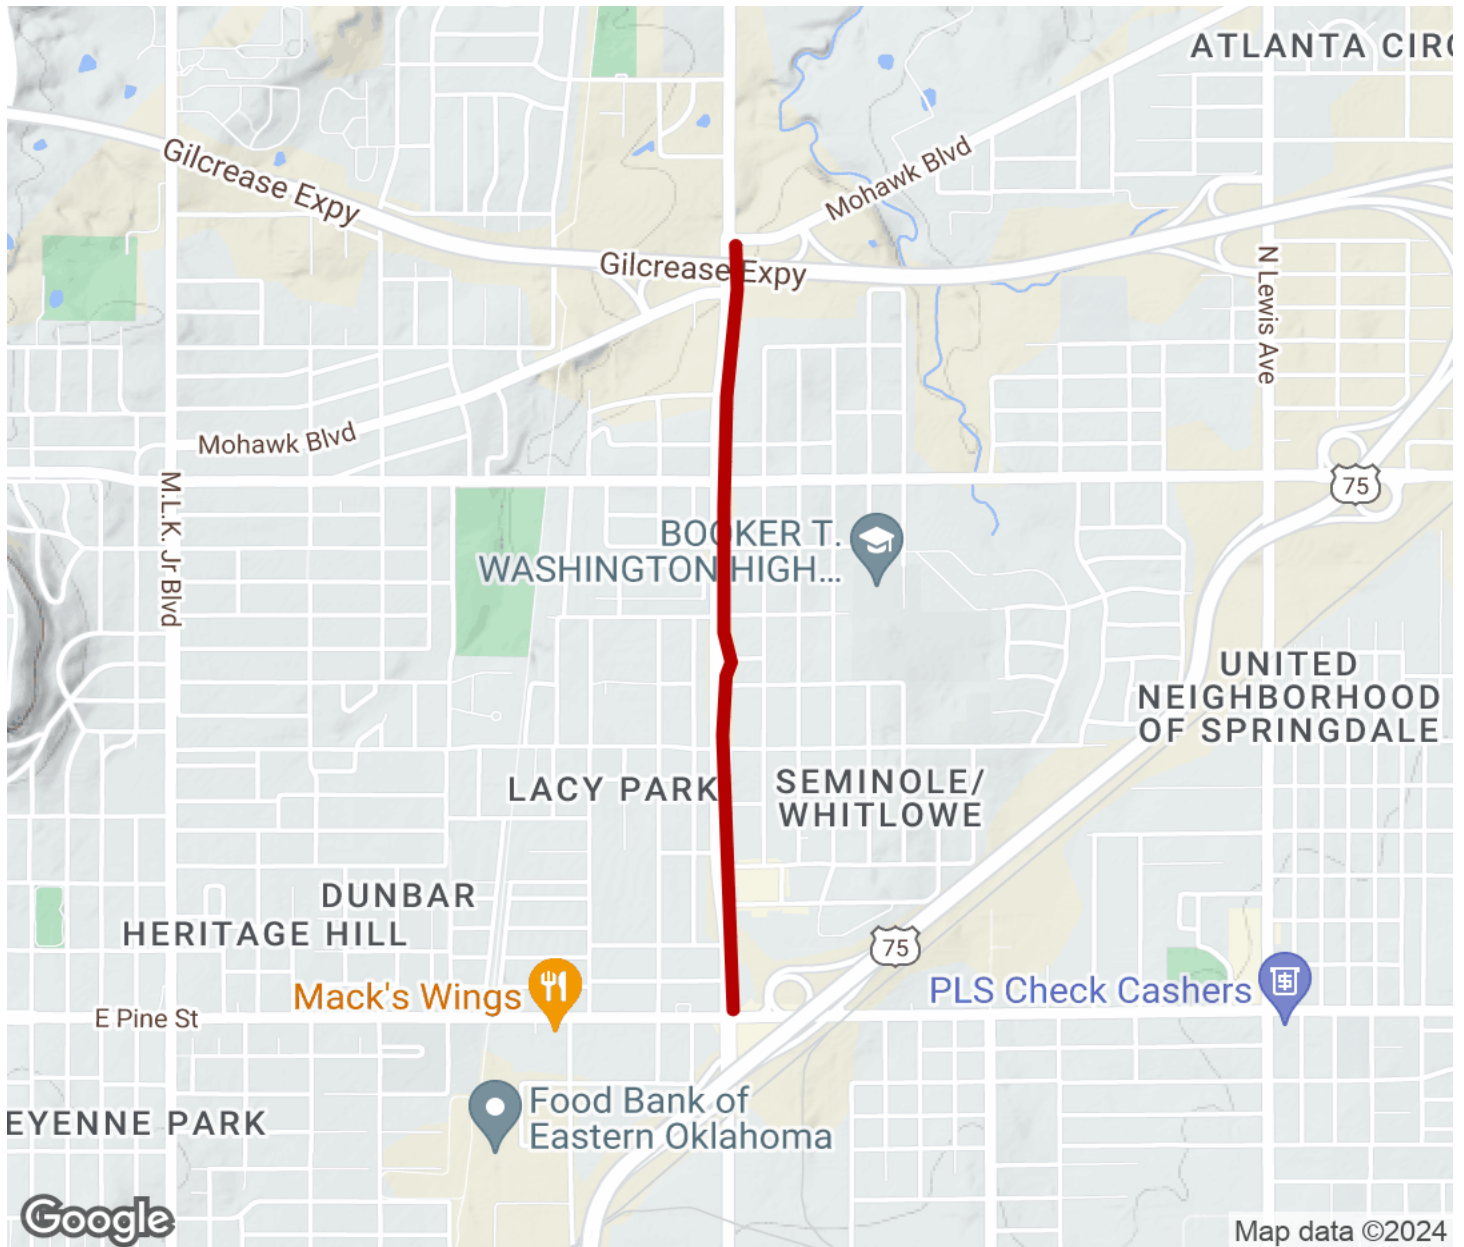 ATLANTA CIRC
Gilcrease Expy
Mohawk Blvd
Gilcrease Expy
N Lewis Ave
Mohawk Blvd
M.L.K. Jr Blvd
75
BOOKER T.
WASHINGTON HIGH...
UNITED
NEIGHBORHOOD
OF SPRINGDALE
LACY PARK
SEMINOLE/
WHITLOWE
DUNBAR
HERITAGE HILL
75
Mack's Wings
PLS Check Cashers
E Pine St
Food Bank of
Eastern Oklahoma
EYENNE PARK
Google
Map data ©2024